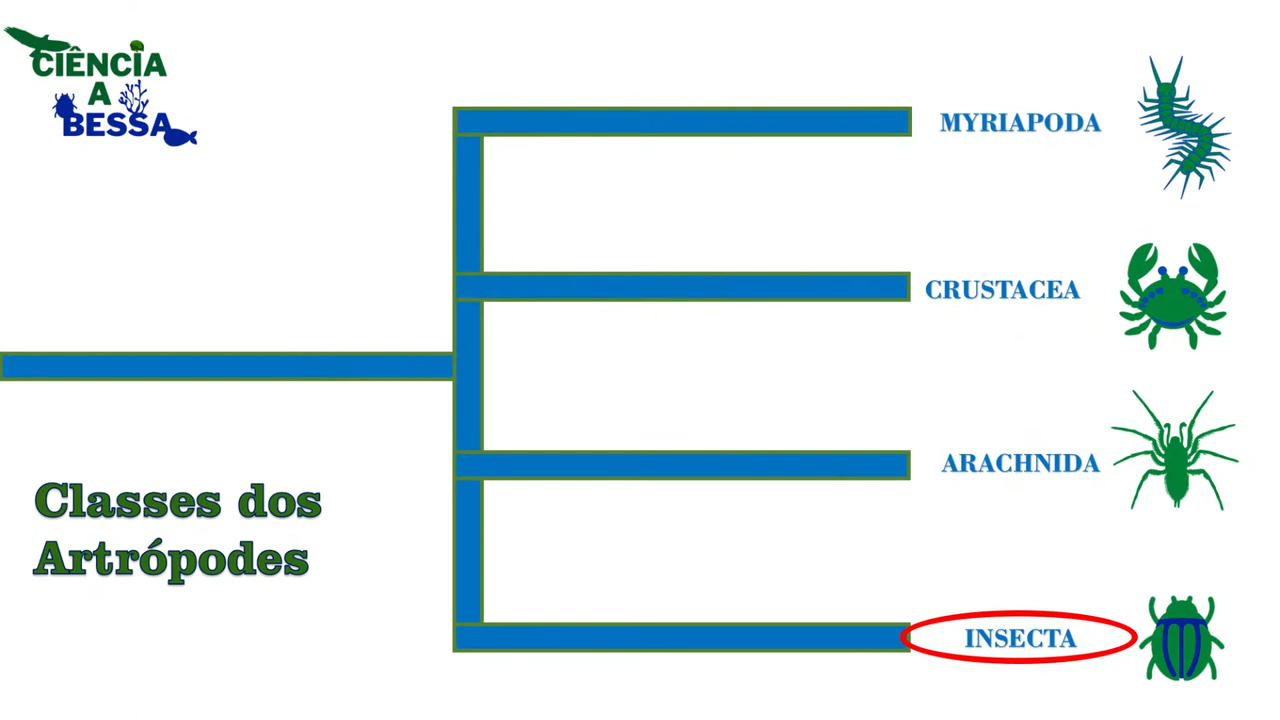 CIÊNCIA
A
BESSA
MYRIAPODA
CRUSTACEA
ARACHNIDA
Classes dos
Artrópodes
INSECTA